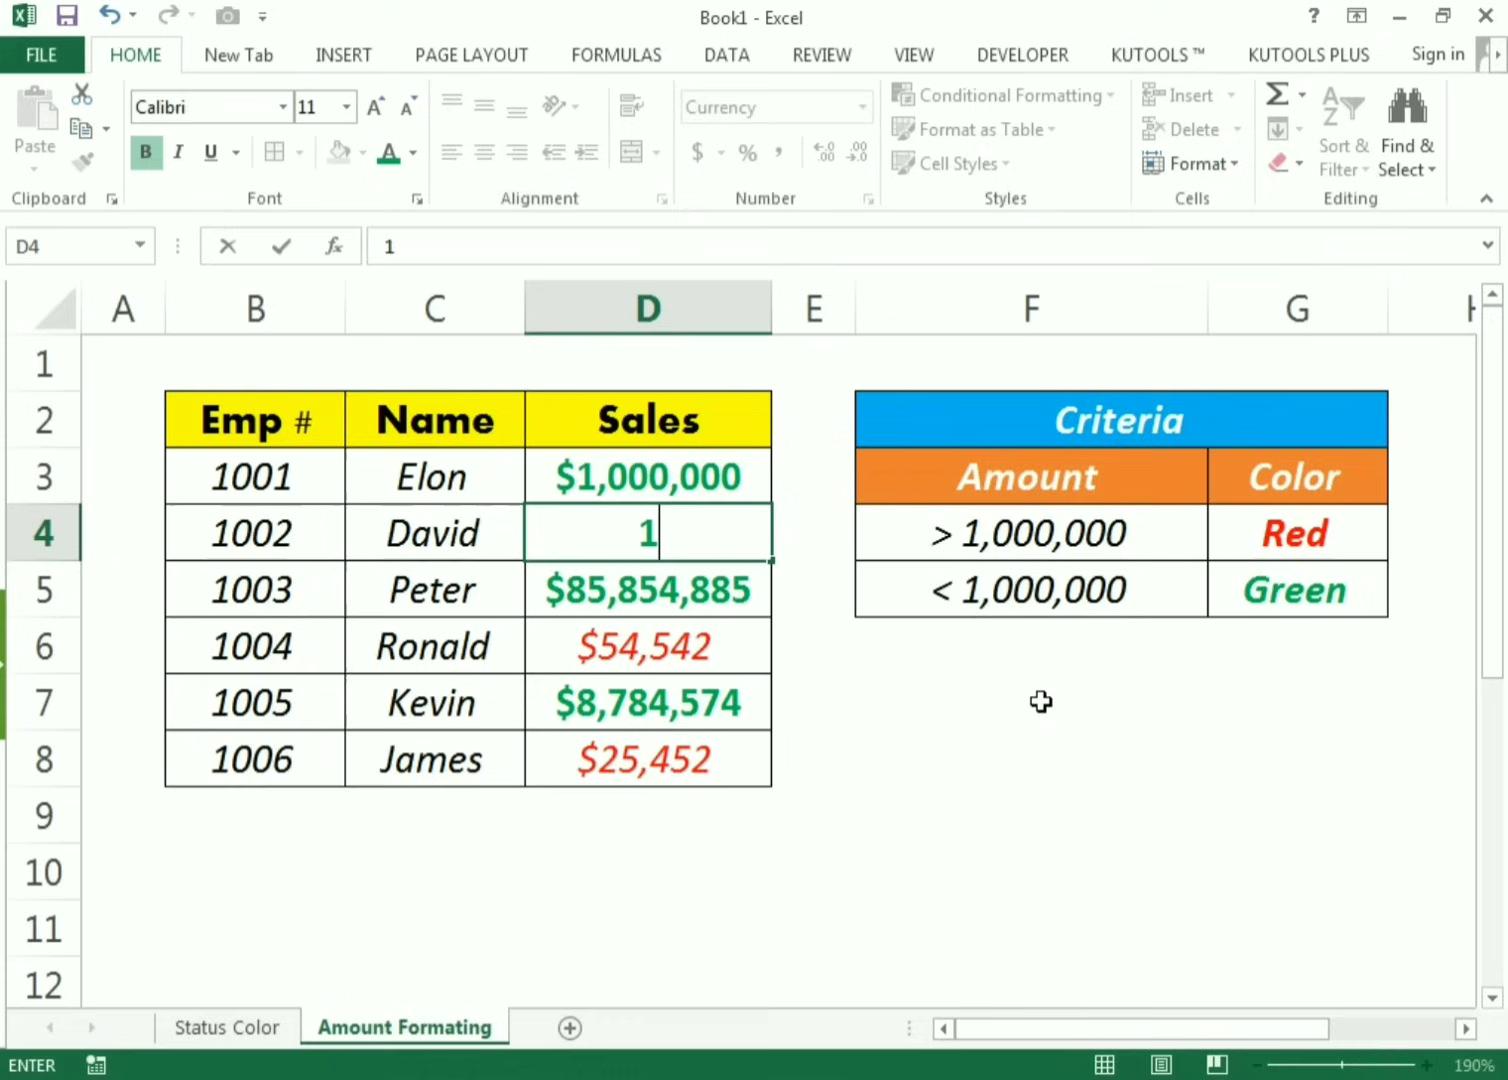 Book1 - Excel
?
FILE HOME New Tab INSERT PAGE LAYOUT FORMULAS DATA REVIEW VIEW DEVELOPER KUTOOLS ™ KUTOOLS PLUS Sign in
Paste
Clipboard
Calibri 11 A A
B I U A
Font
Alignment
Currency
$ % , .00 .00
Number
Conditional Formatting
Format as Table
Cell Styles
Styles
Insert
Delete
Format
Cells
Σ
Sort & Filter
Find & Select
Editing
D4 fx 1
A B C D E F G H
1
2 Emp # Name Sales Criteria
3 1001 Elon $1,000,000 Amount Color
4 1002 David 1 > 1,000,000 Red
5 1003 Peter $85,854,885 < 1,000,000 Green
6 1004 Ronald $54,542
7 1005 Kevin $8,784,574
8 1006 James $25,452
9
10
11
12
Status Color Amount Formating
ENTER 190%